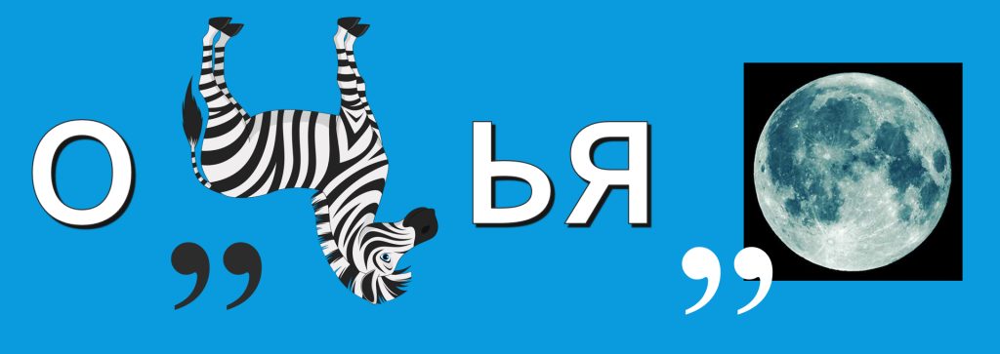 о ,, ья ,,